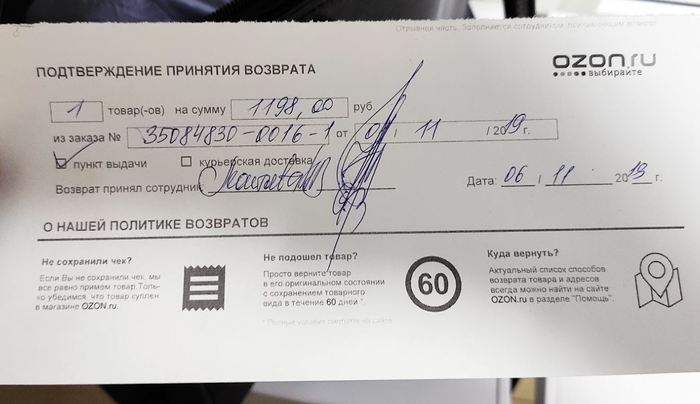 Отрывная часть. Заполняется сотрудником, принимающим возврат
OZON.ru
выбирайте
ПОДТВЕРЖДЕНИЕ ПРИНЯТИЯ ВОЗВРАТА
1 товар(-ов) на сумму 1198,00 руб.
из заказа № 35084830-0016-1 от / 11 / 2019 г.
пункт выдачи курьерская доставка
Возврат принял сотрудник
Дата: 06 / 11 2019 г.
О НАШЕЙ ПОЛИТИКЕ ВОЗВРАТОВ
Не сохранили чек?
Если Вы не сохранили чек, мы
все равно примем товар. Толь-
ко убедимся, что товар куплен
в магазине OZON.ru.
Не подошел товар?
Просто верните товар
в его оригинальном состоянии
с сохранением товарного
вида в течение 60 дней *
* Полные условия смотрите на сайте
60
Куда вернуть?
Актуальный список способов
возврата товара и адресов
всегда можно найти на сайте
OZON.ru в разделе "Помощь".